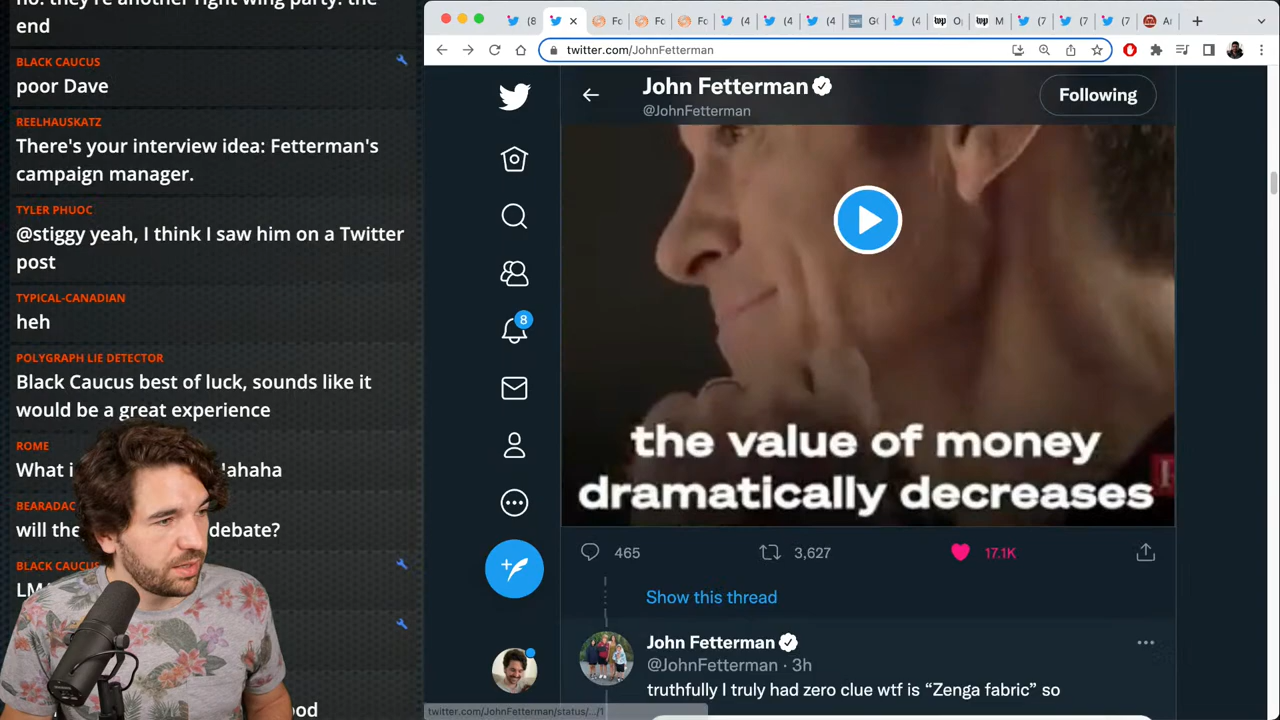 no. they're another right wing party. the
end
BLACK CAUCUS
poor Dave
REELHAUSKATZ
There's your interview idea: Fetterman's
campaign manager.
TYLER PHUOC
@stiggy yeah, I think I saw him on a Twitter
post
TYPICAL-CANADIAN
heh
POLYGRAPH LIE DETECTOR
Black Caucus best of luck, sounds like it
would be a great experience
ROME
What
BEARADAC
will debate?
BLACK CAUCUS
twitter.com/JohnFetterman
John Fetterman
@JohnFetterman
Following
8
the value of money
dramatically decreases
465
3,627
17.1K
Show this thread
John Fetterman
@JohnFetterman · 3h
truthfully I truly had zero clue wtf is “Zenga fabric” so
twitter.com/JohnFetterman/status/.../1